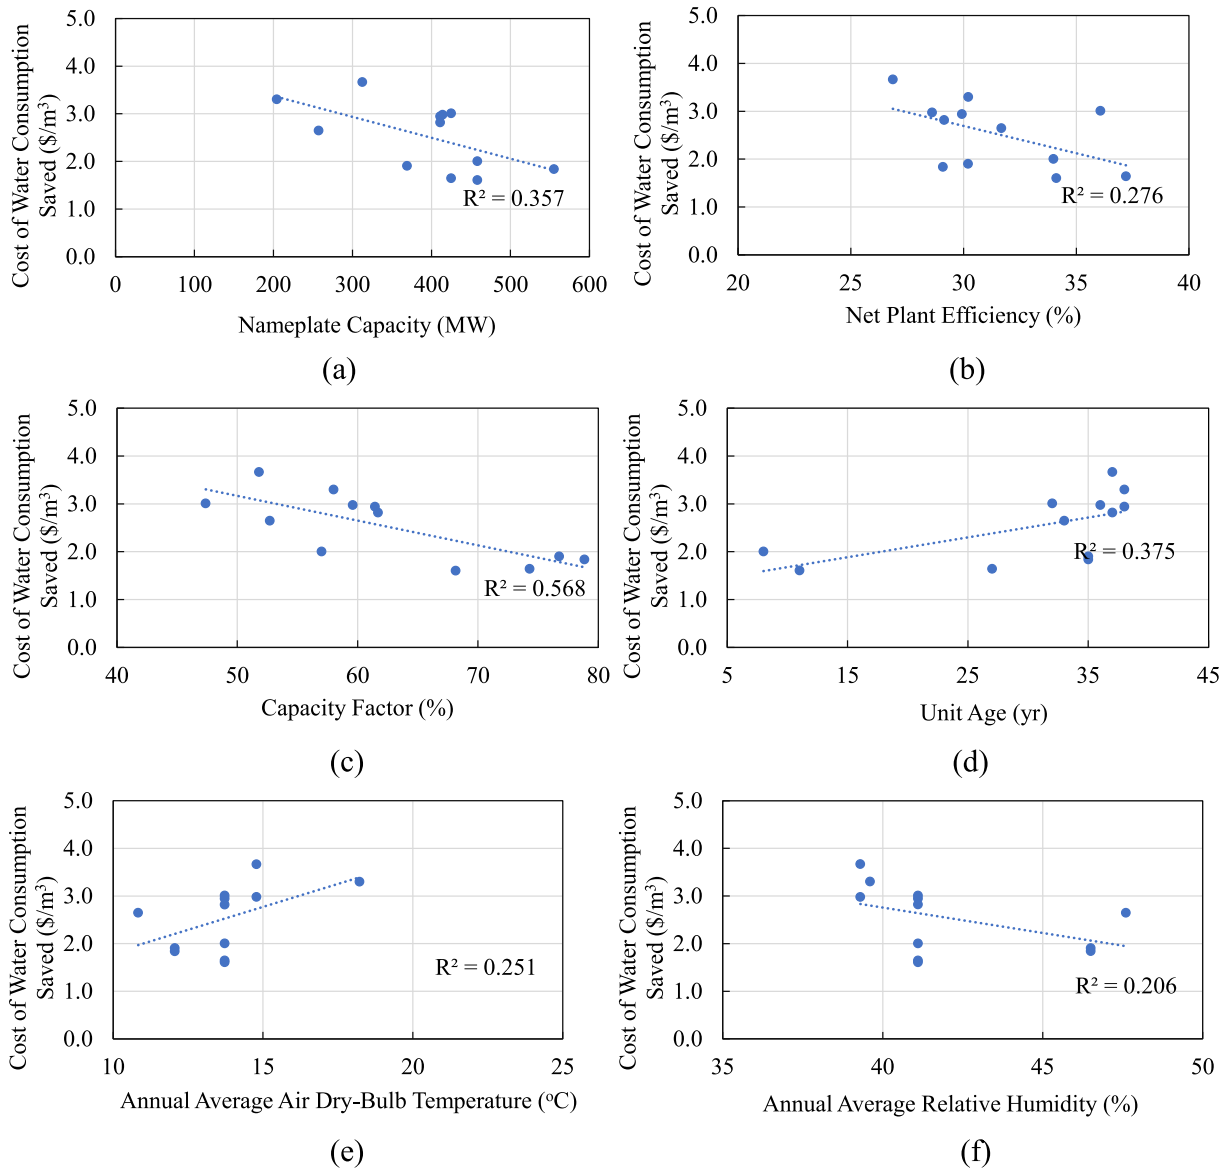 Cost of Water Consumption
Saved ($/m³)
5.0
4.0
3.0
2.0
1.0
0.0
R² = 0.357
0
100
200
300
400
500
600
Nameplate Capacity (MW)
(a)
Cost of Water Consumption
Saved ($/m³)
5.0
4.0
3.0
2.0
1.0
0.0
R² = 0.276
20
25
30
35
40
Net Plant Efficiency (%)
(b)
Cost of Water Consumption
Saved ($/m³)
5.0
4.0
3.0
2.0
1.0
0.0
R² = 0.568
40
50
60
70
80
Capacity Factor (%)
(c)
Cost of Water Consumption
Saved ($/m³)
5.0
4.0
3.0
2.0
1.0
0.0
R² = 0.375
5
15
25
35
45
Unit Age (yr)
(d)
Cost of Water Consumption
Saved ($/m³)
5.0
4.0
3.0
2.0
1.0
0.0
R² = 0.251
10
15
20
25
Annual Average Air Dry-Bulb Temperature (°C)
(e)
Cost of Water Consumption
Saved ($/m³)
5.0
4.0
3.0
2.0
1.0
0.0
R² = 0.206
35
40
45
50
Annual Average Relative Humidity (%)
(f)